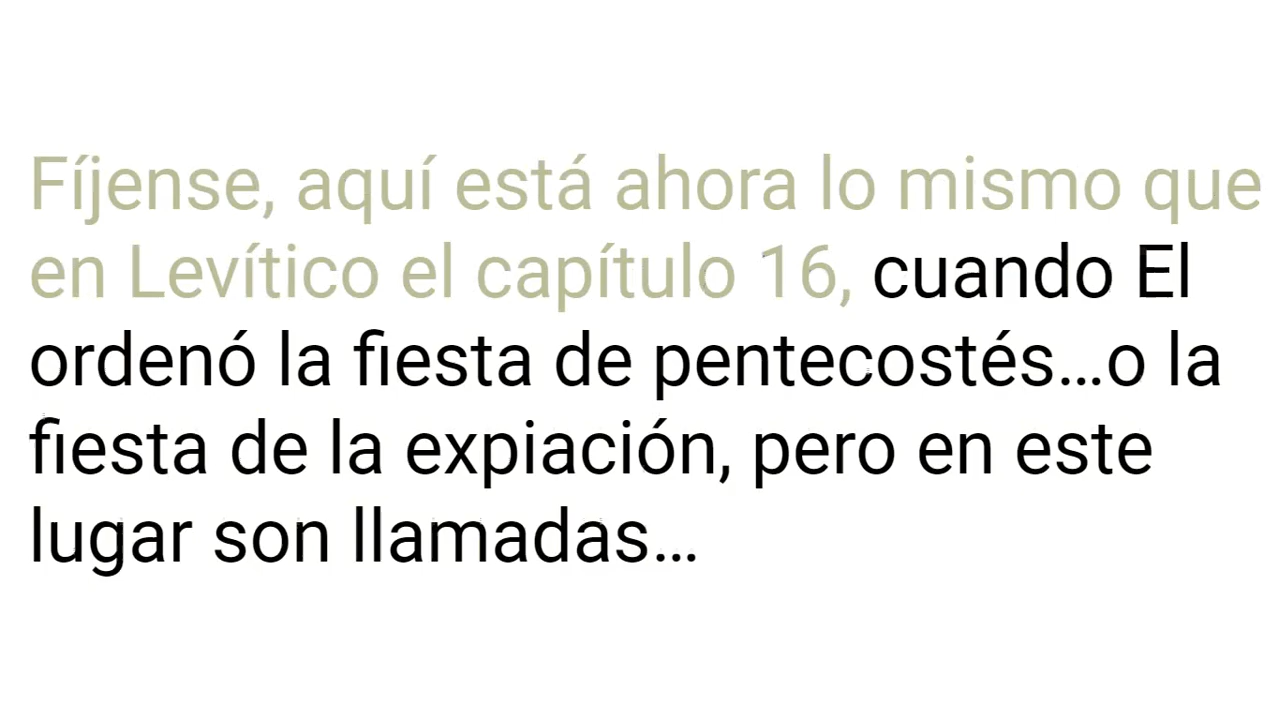 Fíjense, aquí está ahora lo mismo que
en Levítico el capítulo 16, cuando El
ordenó la fiesta de pentecostés...o la
fiesta de la expiación, pero en este
lugar son llamadas...